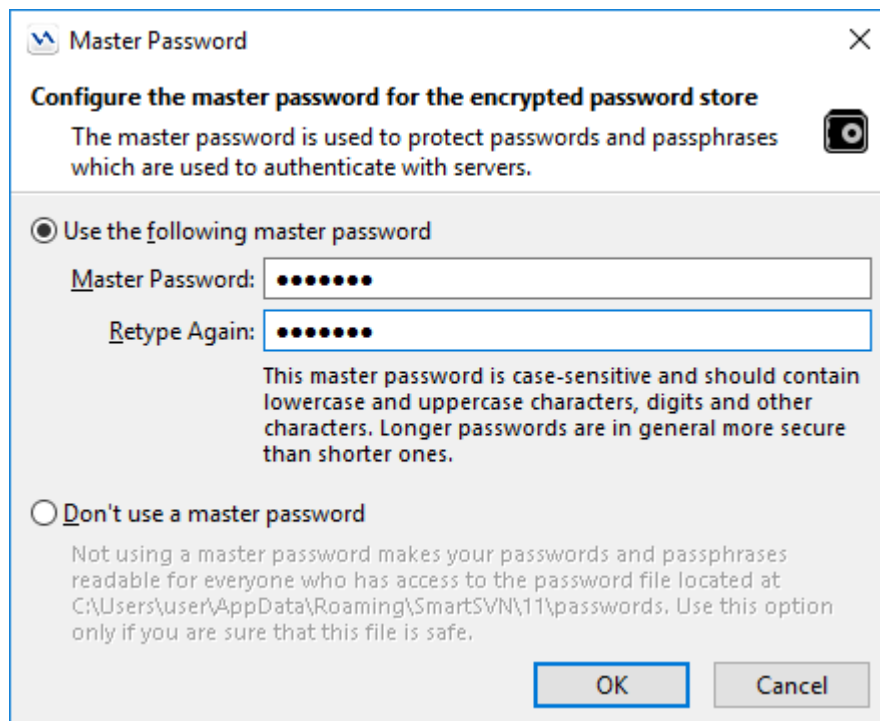 Master Password
Configure the master password for the encrypted password store
The master password is used to protect passwords and passphrases
which are used to authenticate with servers.
Use the following master password
Master Password: ●●●●●●●
Retype Again: ●●●●●●●
This master password is case-sensitive and should contain
lowercase and uppercase characters, digits and other
characters. Longer passwords are in general more secure
than shorter ones.
Don't use a master password
Not using a master password makes your passwords and passphrases
readable for everyone who has access to the password file located at
C:\Users\user\AppData\Roaming\SmartSVN\11\passwords. Use this option
only if you are sure that this file is safe.
OK Cancel